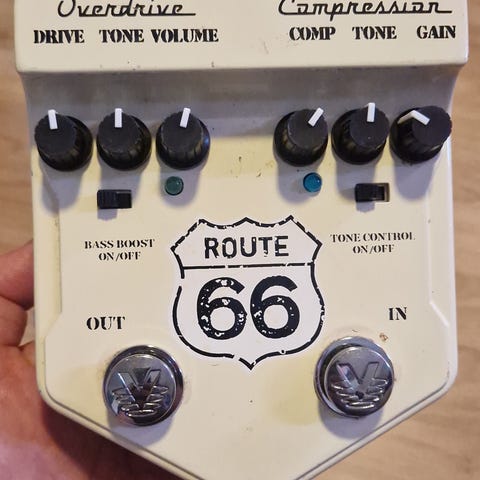 Overdrive
Compression
DRIVE TONE VOLUME
COMP TONE GAIN
BASS BOOST
ON/OFF
TONE CONTROL
ON/OFF
ROUTE
66
OUT
IN
V
V